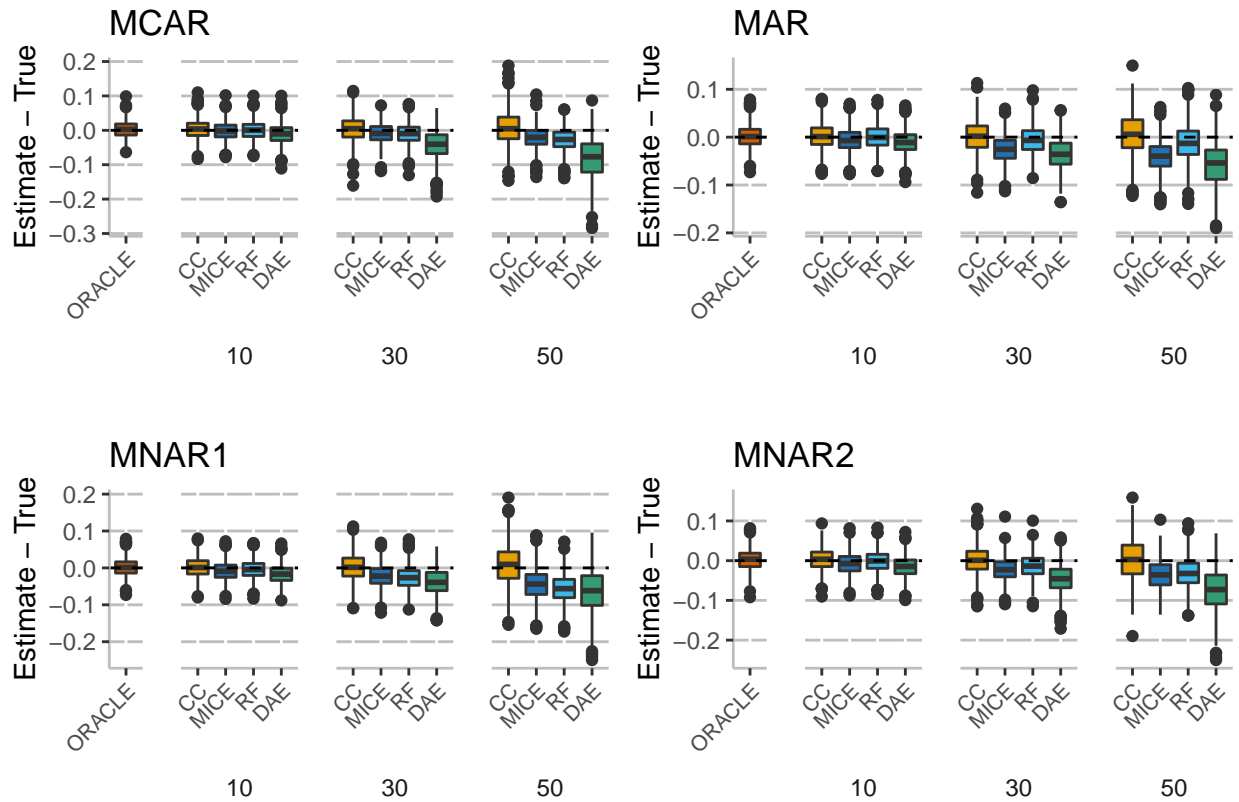 MCAR
Estimate − True
0.2
0.1
0.0
−0.1
−0.2
−0.3
ORACLE
CC
MICE
RF
DAE
CC
MICE
RF
DAE
CC
MICE
RF
DAE
10
30
50
MAR
Estimate − True
0.1
0.0
−0.1
−0.2
ORACLE
CC
MICE
RF
DAE
CC
MICE
RF
DAE
CC
MICE
RF
DAE
10
30
50
MNAR1
Estimate − True
0.2
0.1
0.0
−0.1
−0.2
ORACLE
CC
MICE
RF
DAE
CC
MICE
RF
DAE
CC
MICE
RF
DAE
10
30
50
MNAR2
Estimate − True
0.1
0.0
−0.1
−0.2
ORACLE
CC
MICE
RF
DAE
CC
MICE
RF
DAE
CC
MICE
RF
DAE
10
30
50